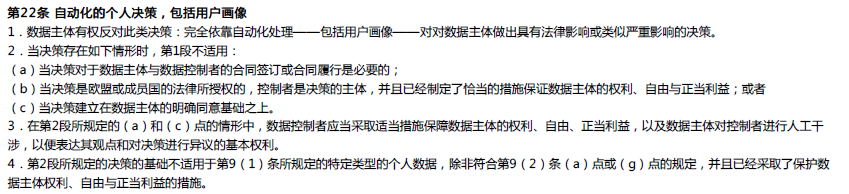 第22条 自动化的个人决策，包括用户画像
1．数据主体有权反对此类决策：完全依靠自动化处理——包括用户画像——对对数据主体做出具有法律影响或类似严重影响的决策。
2．当决策存在如下情形时，第1段不适用：
（a）当决策对于数据主体与数据控制者的合同签订或合同履行是必要的；
（b）当决策是欧盟或成员国的法律所授权的，控制者是决策的主体，并且已经制定了恰当的措施保证数据主体的权利、自由与正当利益；或者
（c）当决策建立在数据主体的明确同意基础之上。
3．在第2段所规定的（a）和（c）点的情形中，数据控制者应当采取适当措施保障数据主体的权利、自由、正当利益，以及数据主体对控制者进行人工干
涉，以便表达其观点和对决策进行异议的基本权利。
4．第2段所规定的决策的基础不适用于第9（1）条所规定的特定类型的个人数据，除非符合第9（2）条（a）点或（g）点的规定，并且已经采取了保护数
据主体权利、自由与正当利益的措施。